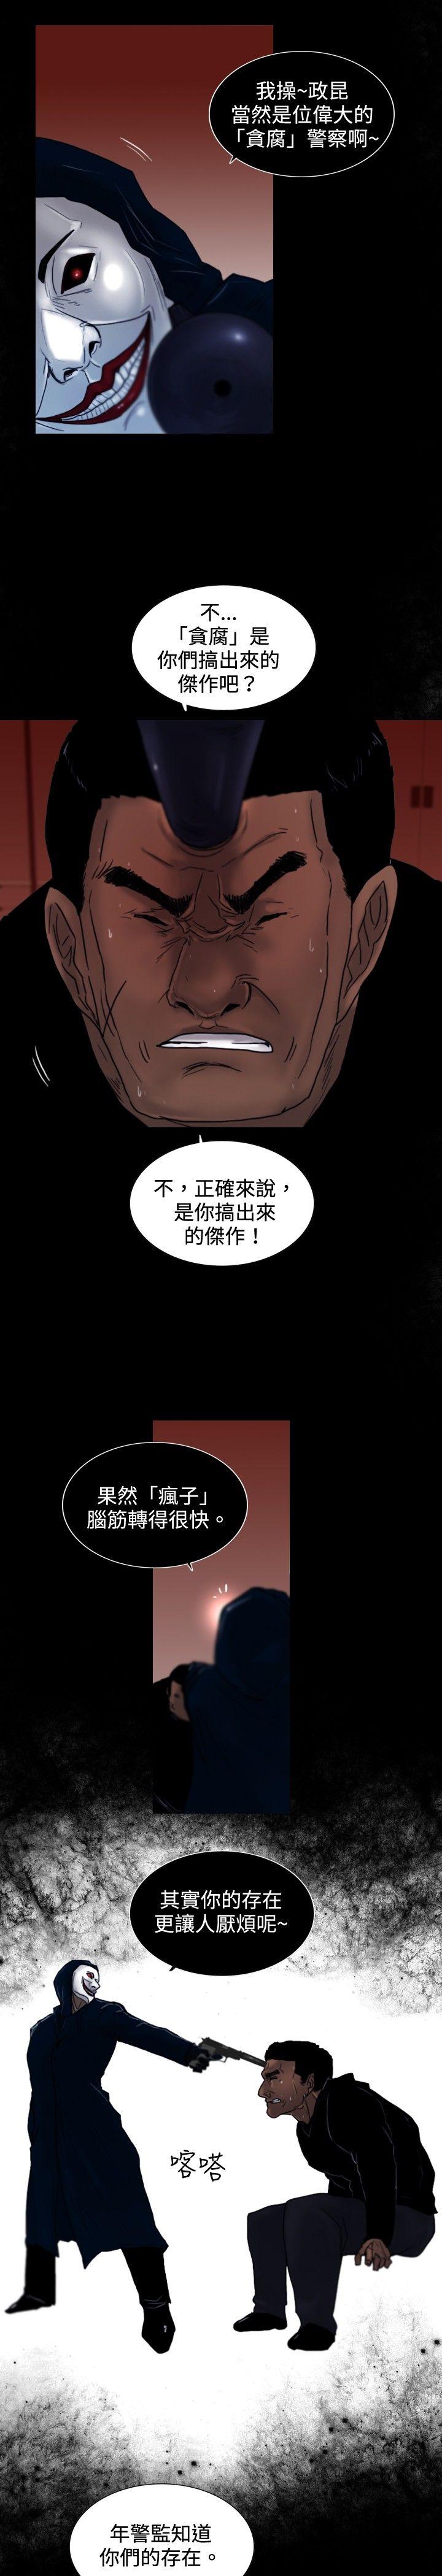 我操~政昆
當然是位偉大的
「貪腐」警察啊~
不...
「貪腐」是
你們搞出來的
傑作吧？
不，正確來說，
是你搞出來
的傑作！
果然「瘋子」
腦筋轉得很快。
其實你的存在
更讓人厭煩呢~
喀嗒
年警監知道
你們的存在。